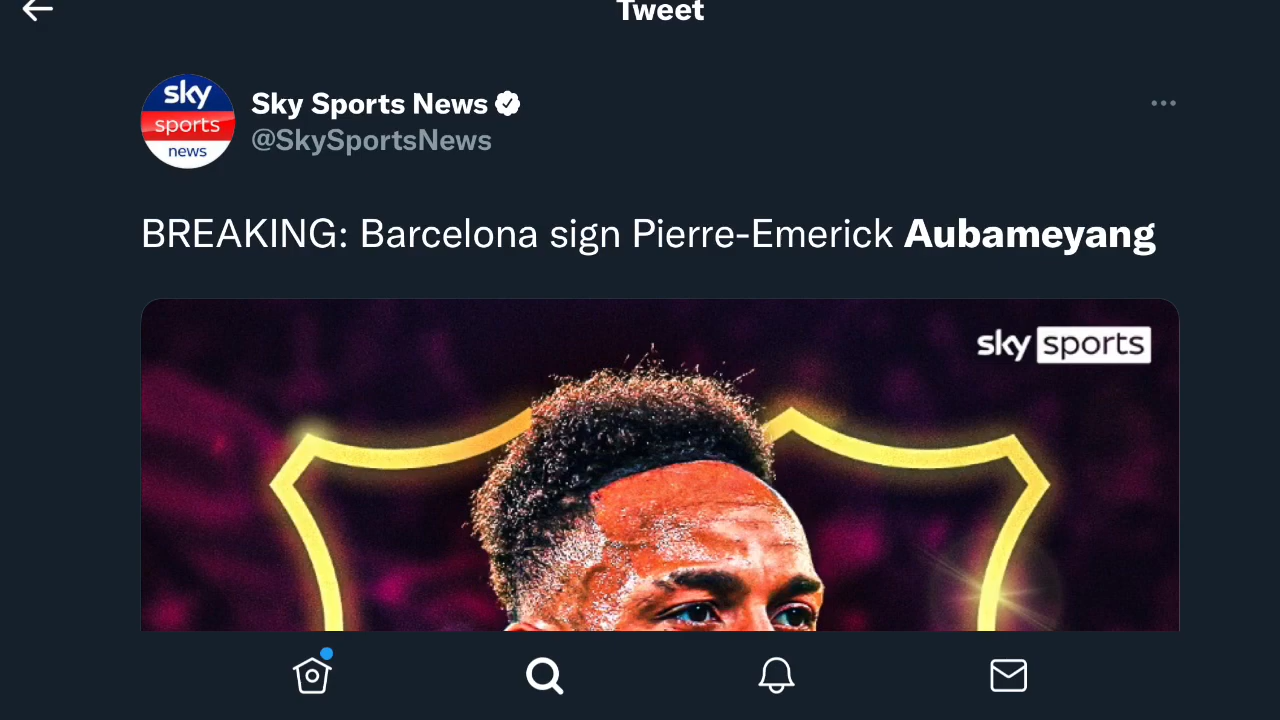 Tweet
sky
sports
news
Sky Sports News
@SkySportsNews
BREAKING: Barcelona sign Pierre-Emerick Aubameyang
sky sports